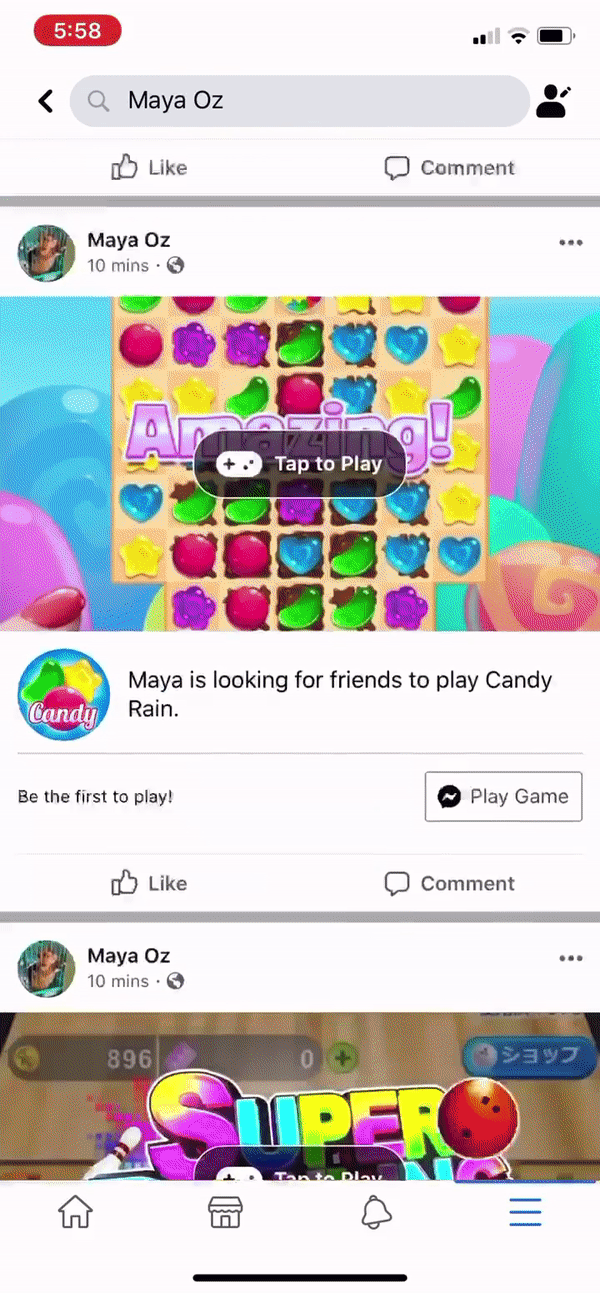 5:58
Maya Oz
Like
Comment
Maya Oz
10 mins ·
Amazing!
Tap to Play
Candy
Maya is looking for friends to play Candy
Rain.
Be the first to play!
Play Game
Like
Comment
Maya Oz
10 mins ·
896
0
ショップ
SUPER
Tap to Play